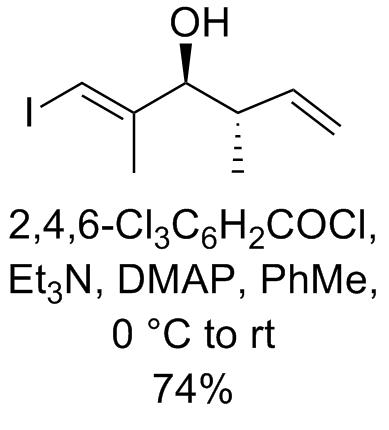 OH
I
2,4,6-Cl₃C₆H₂COCl,
Et₃N, DMAP, PhMe,
0 °C to rt
74%